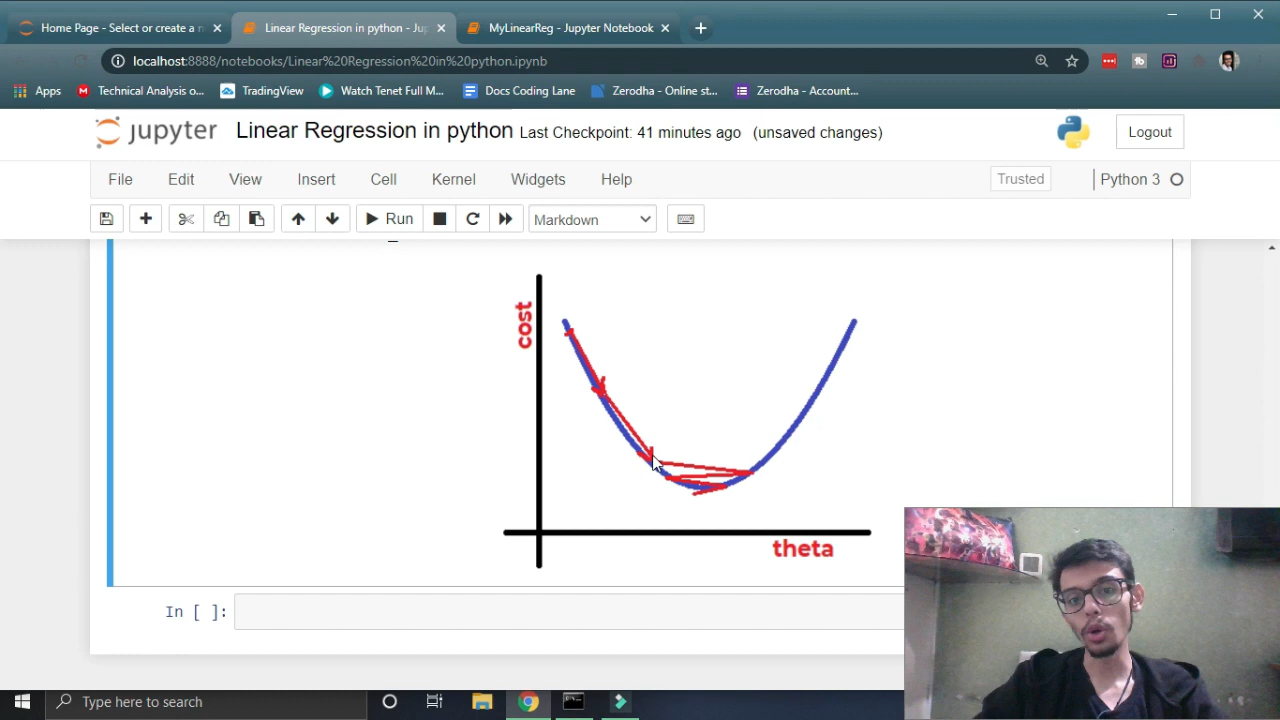 Home Page - Select or create a n
Linear Regression in python - Jup
MyLinearReg - Jupyter Notebook
localhost:8888/notebooks/Linear%20Regression%20in%20python.ipynb
Apps
Technical Analysis o...
TradingView
Watch Tenet Full M...
Docs Coding Lane
Zerodha - Online st...
Zerodha - Account...
jupyter
Linear Regression in python Last Checkpoint: 41 minutes ago (unsaved changes)
Logout
File Edit View Insert Cell Kernel Widgets Help
Trusted
Python 3
Run
Markdown
cost
theta
In [ ]:
Type here to search